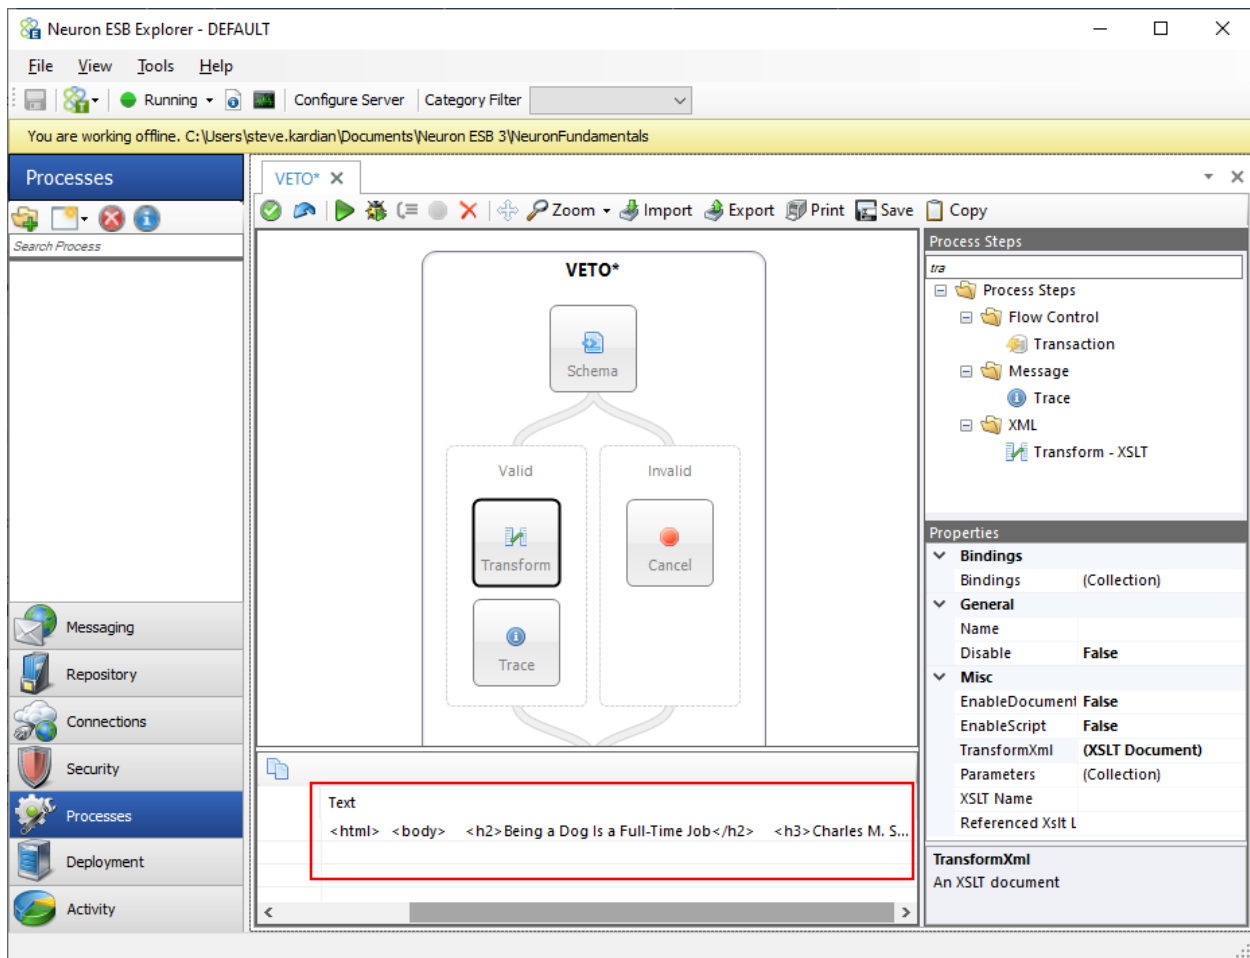 Neuron ESB Explorer - DEFAULT
File View Tools Help
Running Configure Server Category Filter
You are working offline. C:\Users\steve.kardian\Documents\Neuron ESB 3\NeuronFundamentals
Processes
VETO*
Zoom Import Export Print Save Copy
Search Process
Process Steps
tra
Process Steps
Flow Control
Transaction
Message
Trace
XML
Transform - XSLT
VETO*
Schema
Valid
Invalid
Transform
Cancel
Trace
Properties
Bindings
Bindings (Collection)
General
Name
Disable False
Misc
EnableDocument False
EnableScript False
TransformXml (XSLT Document)
Parameters (Collection)
XSLT Name
Referenced Xslt L
TransformXml
An XSLT document
Messaging
Repository
Connections
Security
Processes
Deployment
Activity
Text
<html> <body> <h2>Being a Dog Is a Full-Time Job</h2> <h3>Charles M. S...